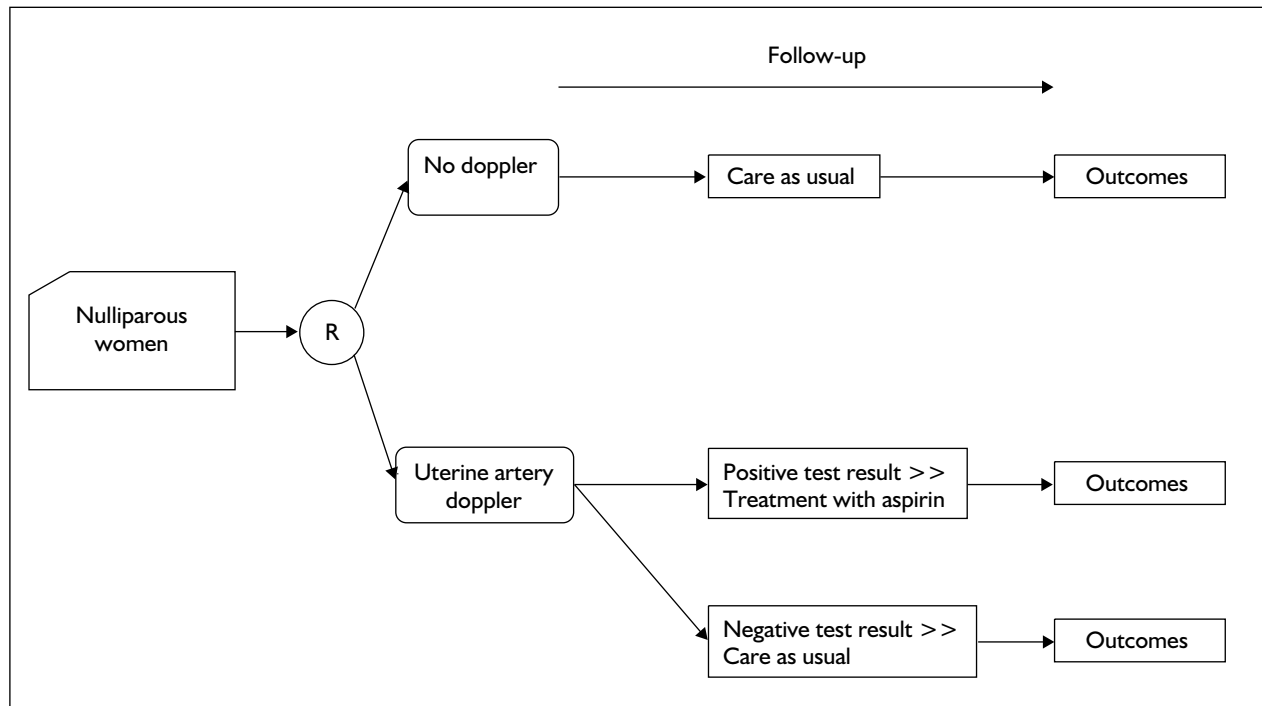 Follow-up
No doppler
Care as usual
Outcomes
Nulliparous
women
R
Uterine artery
doppler
Positive test result >>
Treatment with aspirin
Outcomes
Negative test result >>
Care as usual
Outcomes